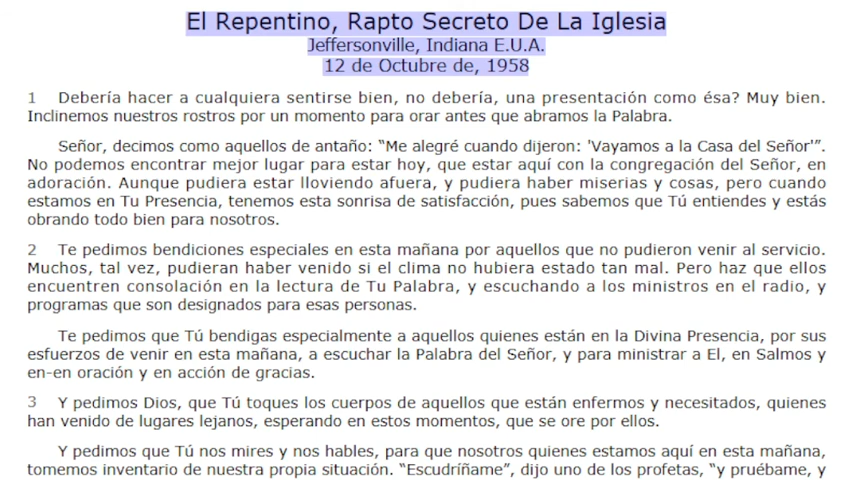 El Repentino, Rapto Secreto De La Iglesia
Jeffersonville, Indiana E.U.A.
12 de Octubre de, 1958
1 Debería hacer a cualquiera sentirse bien, no debería, una presentación como ésa? Muy bien.
Inclinemos nuestros rostros por un momento para orar antes que abramos la Palabra.
Señor, decimos como aquellos de antaño: “Me alegré cuando dijeron: 'Vayamos a la Casa del Señor'”.
No podemos encontrar mejor lugar para estar hoy, que estar aquí con la congregación del Señor, en
adoración. Aunque pudiera estar lloviendo afuera, y pudiera haber miserias y cosas, pero cuando
estamos en Tu Presencia, tenemos esta sonrisa de satisfacción, pues sabemos que Tú entiendes y estás
obrando todo bien para nosotros.
2 Te pedimos bendiciones especiales en esta mañana por aquellos que no pudieron venir al servicio.
Muchos, tal vez, pudieran haber venido si el clima no hubiera estado tan mal. Pero haz que ellos
encuentren consolación en la lectura de Tu Palabra, y escuchando a los ministros en el radio, y
programas que son designados para esas personas.
Te pedimos que Tú bendigas especialmente a aquellos quienes están en la Divina Presencia, por sus
esfuerzos de venir en esta mañana, a escuchar la Palabra del Señor, y para ministrar a El, en Salmos y
en-en oración y en acción de gracias.
3 Y pedimos Dios, que Tú toques los cuerpos de aquellos que están enfermos y necesitados, quienes
han venido de lugares lejanos, esperando en estos momentos, que se ore por ellos.
Y pedimos que Tú nos mires y nos hables, para que nosotros quienes estamos aquí en esta mañana,
tomemos inventario de nuestra propia situación. “Escudríñame”, dijo uno de los profetas, “y pruébame, y